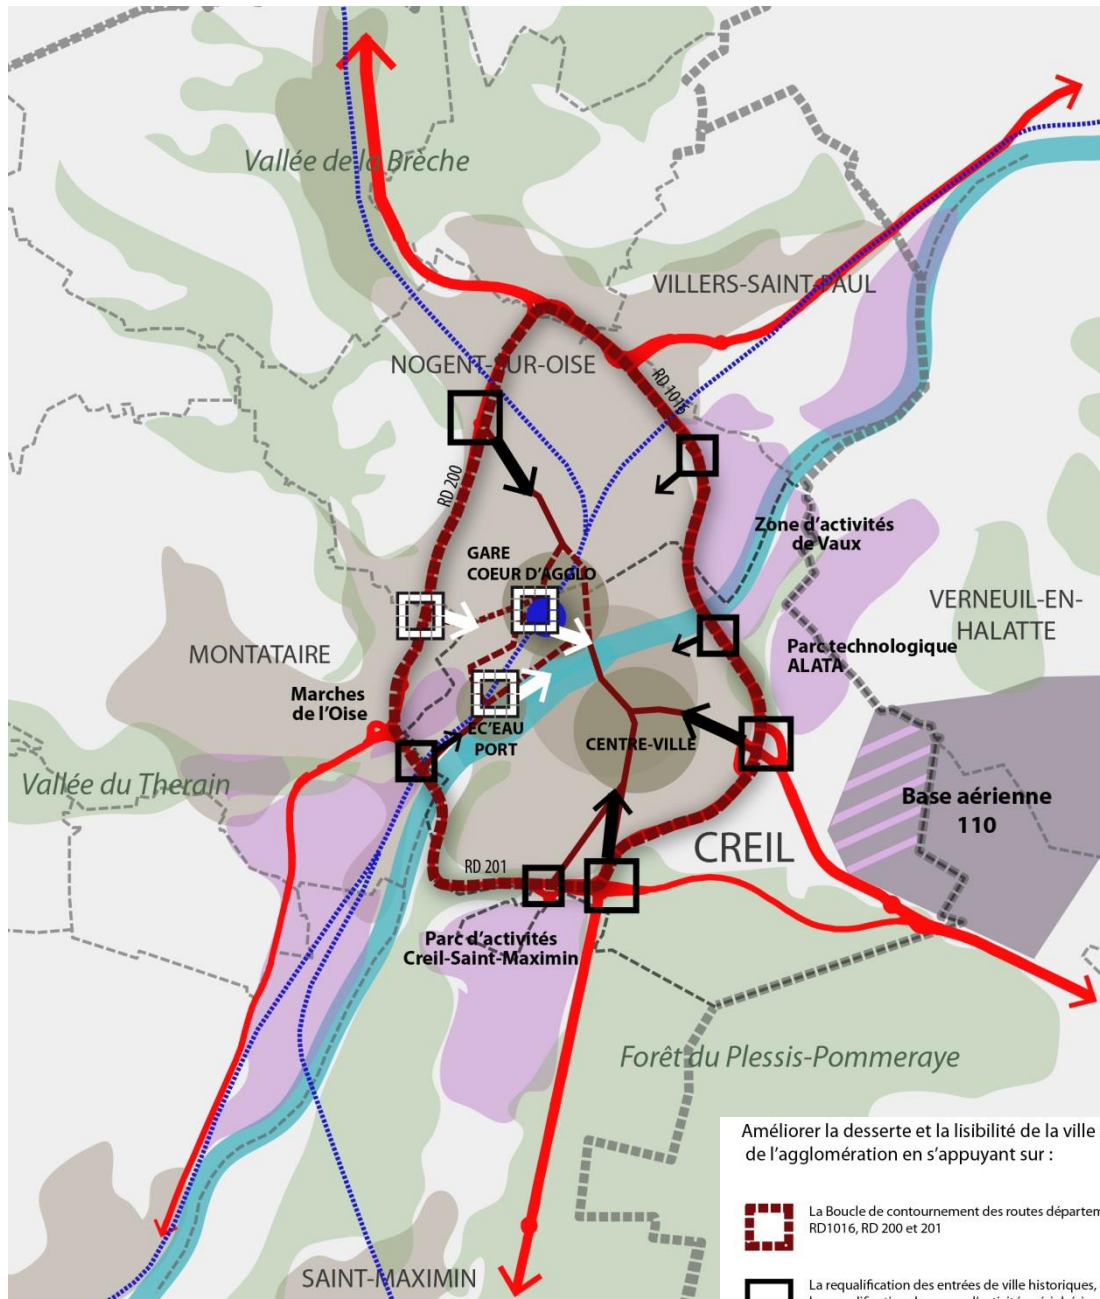 Vallée de la Brèche
VILLERS-SAINT-PAUL
NOGENT-SUR-OISE
RD 1016
RD 200
GARE
COEUR D'AGGLO
Zone d'activités
de Vaux
VERNEUIL-EN-
HALATTE
MONTATAIRE
Parc technologique
ALATA
Marches
de l'Oise
EC'EAU
PORT
CENTRE-VILLE
Vallée du Therain
Base aérienne
110
CREIL
RD 201
Parc d'activités
Creil-Saint-Maximin
Forêt du Plessis-Pommeraye
SAINT-MAXIMIN
Améliorer la desserte et la lisibilité de la ville
de l'agglomération en s'appuyant sur :
La Boucle de contournement des routes départem
RD1016, RD 200 et 201
La requalification des entrées de ville historiques,